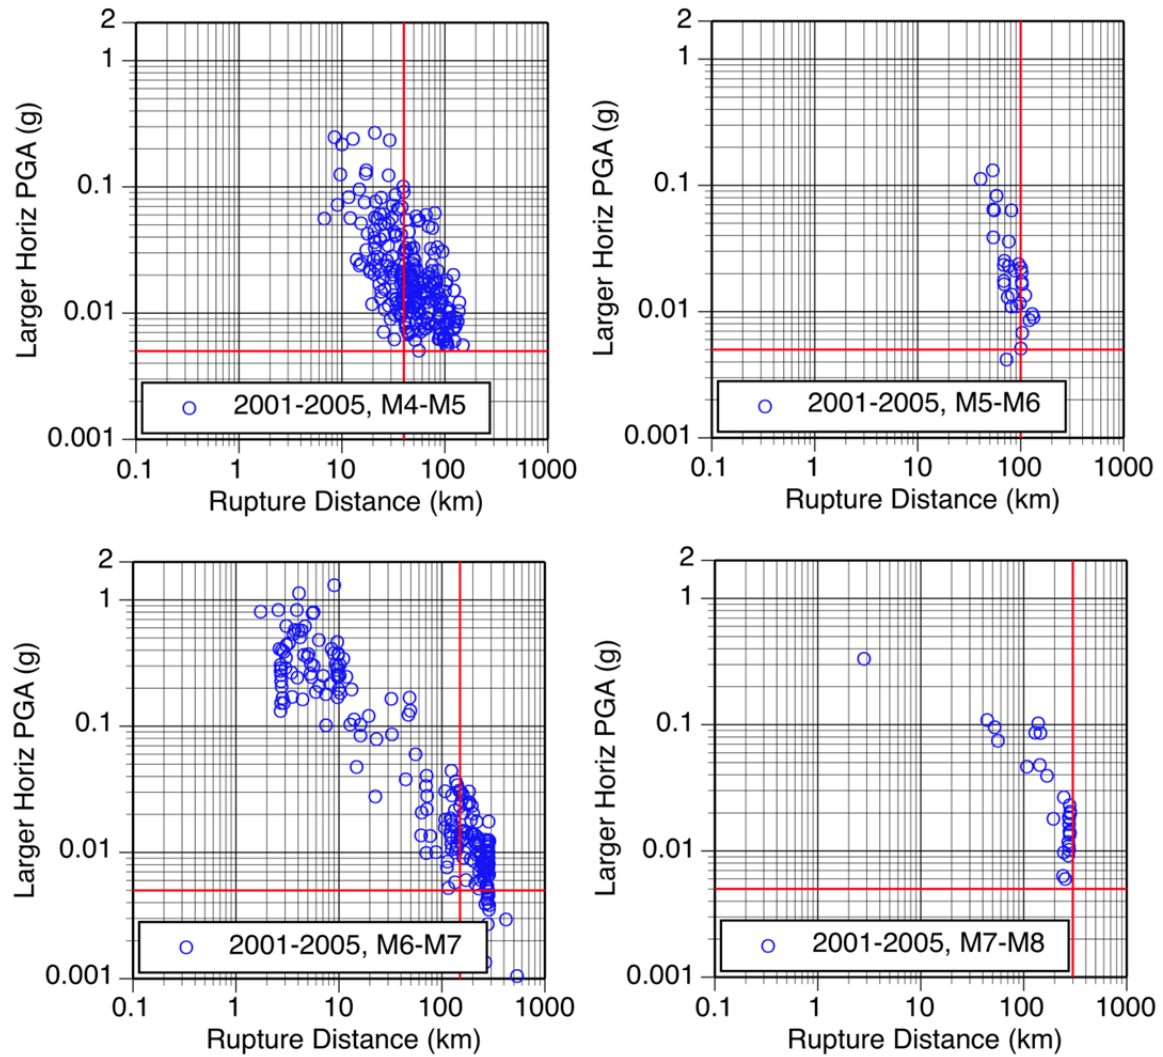 2
1
0.1
0.01
0.001
Larger Horiz PGA (g)
2001-2005, M4-M5
0.1 1 10 100 1000
Rupture Distance (km)
2
1
0.1
0.01
0.001
Larger Horiz PGA (g)
2001-2005, M5-M6
0.1 1 10 100 1000
Rupture Distance (km)
2
1
0.1
0.01
0.001
Larger Horiz PGA (g)
2001-2005, M6-M7
0.1 1 10 100 1000
Rupture Distance (km)
2
1
0.1
0.01
0.001
Larger Horiz PGA (g)
2001-2005, M7-M8
0.1 1 10 100 1000
Rupture Distance (km)